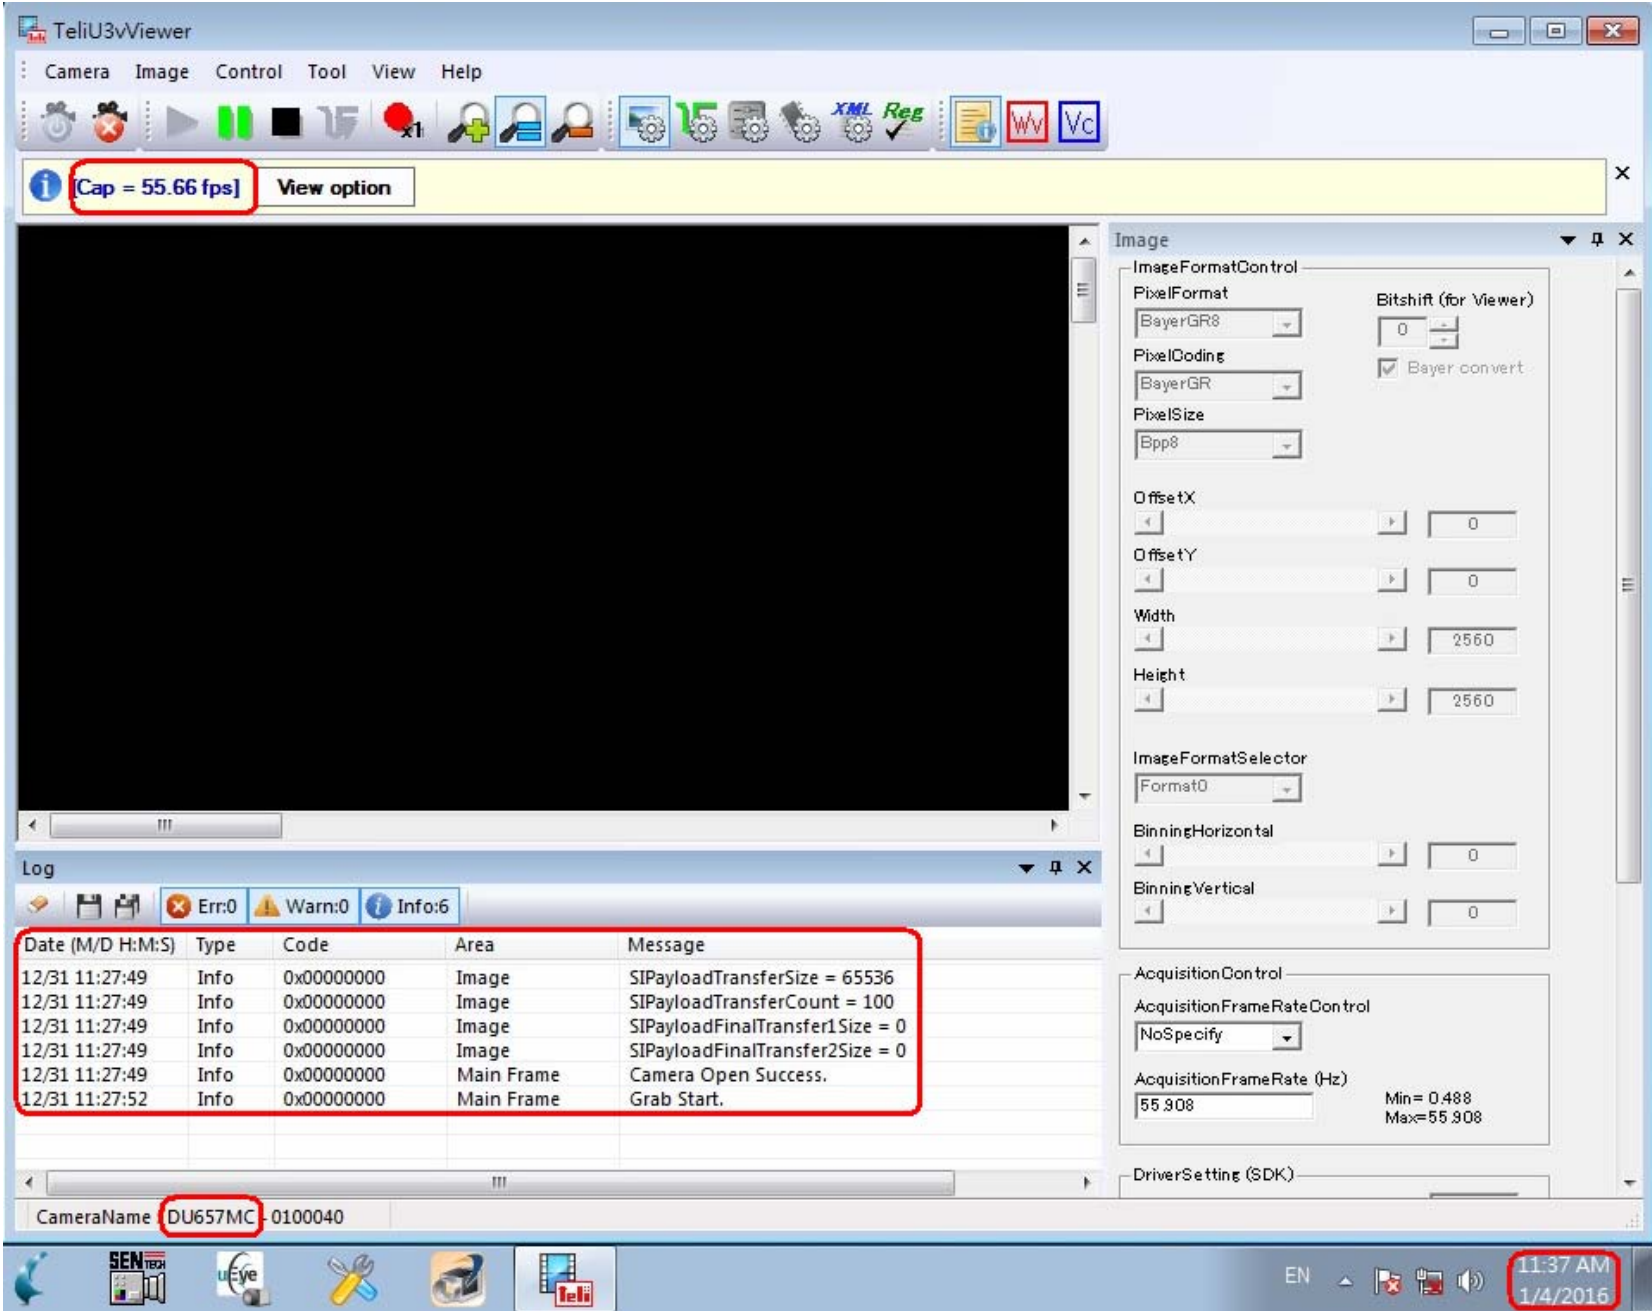 TeliU3vViewer
Camera Image Control Tool View Help
x1 XML Reg Wv Vc
[Cap = 55.66 fps] View option
Image
ImageFormatControl
PixelFormat
Bitshift (for Viewer)
BayerGR8
0
PixelCoding
Bayer convert
BayerGR
PixelSize
Bpp8
OffsetX
0
OffsetY
0
Width
2560
Height
2560
ImageFormatSelector
Format0
BinningHorizontal
0
BinningVertical
0
AcquisitionControl
AcquisitionFrameRateControl
NoSpecify
AcquisitionFrameRate (Hz)
55.908
Min= 0.488
Max=55.908
DriverSetting (SDK)
Log
Err:0 Warn:0 Info:6
Date (M/D H:M:S) Type Code Area Message
12/31 11:27:49 Info 0x00000000 Image SIPayloadTransferSize = 65536
12/31 11:27:49 Info 0x00000000 Image SIPayloadTransferCount = 100
12/31 11:27:49 Info 0x00000000 Image SIPayloadFinalTransfer1Size = 0
12/31 11:27:49 Info 0x00000000 Image SIPayloadFinalTransfer2Size = 0
12/31 11:27:49 Info 0x00000000 Main Frame Camera Open Success.
12/31 11:27:52 Info 0x00000000 Main Frame Grab Start.
CameraName : DU657MC - 0100040
SENTECH
uEye
Teli
EN
11:37 AM
1/4/2016